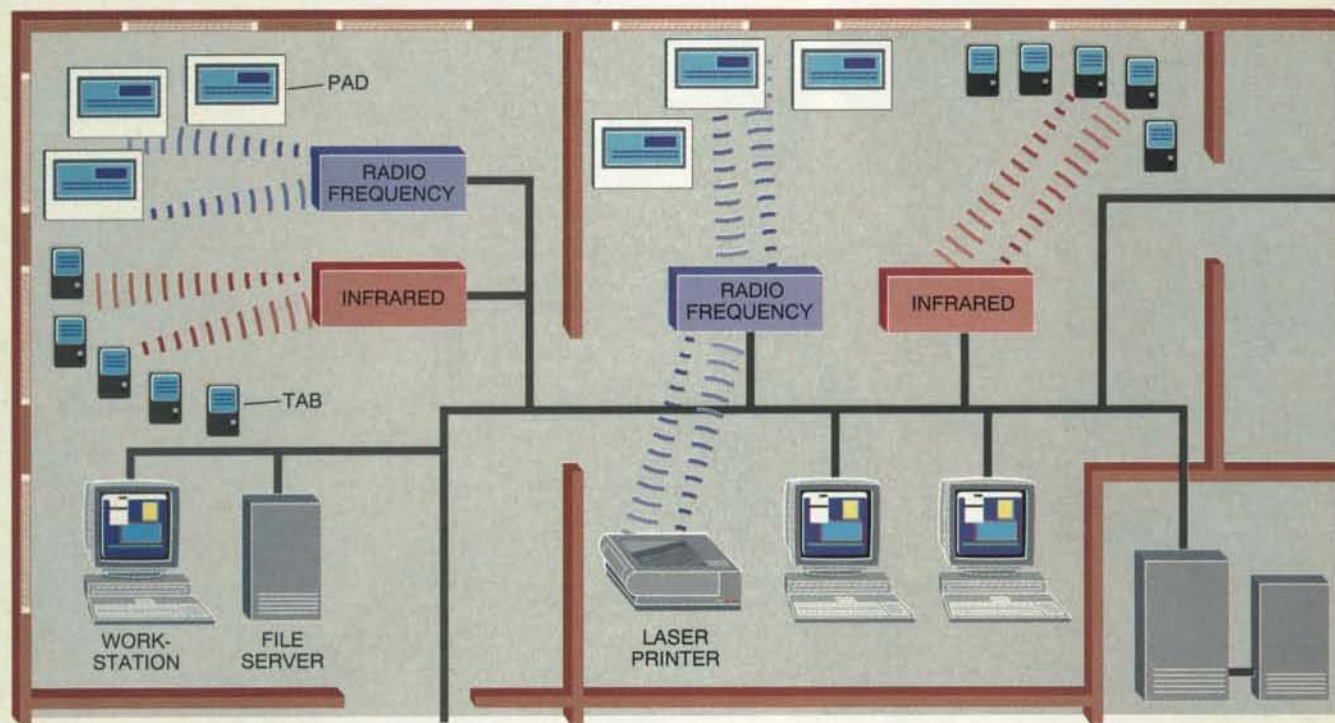 PAD
RADIO
FREQUENCY
INFRARED
TAB
WORK-
STATION
FILE
SERVER
RADIO
FREQUENCY
INFRARED
LASER
PRINTER